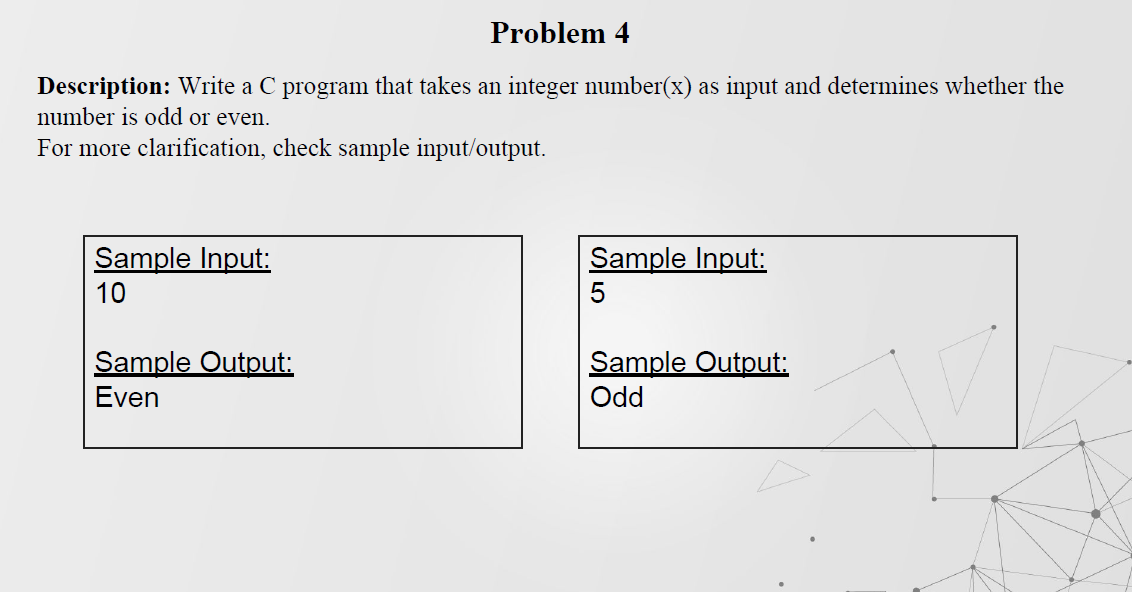 Problem 4
Description: Write a C program that takes an integer number(x) as input and determines whether the
number is odd or even.
For more clarification, check sample input/output.
Sample Input:
10
Sample Output:
Even
Sample Input:
5
Sample Output:
Odd